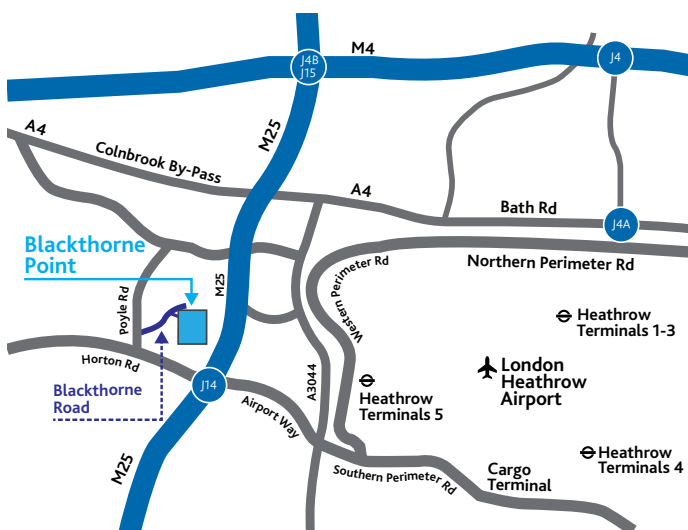 J4B
J15
M4
J4
A4
M25
Colnbrook By-Pass
A4
Bath Rd
J4A
Blackthorne
Point
M25
Western Perimeter Rd
Northern Perimeter Rd
Poyle Rd
Heathrow
Terminals 1-3
Horton Rd
London
Heathrow
Airport
Blackthorne
Road
J14
Airport Way
A3044
Heathrow
Terminals 5
M25
Southern Perimeter Rd
Cargo
Terminal
Heathrow
Terminals 4